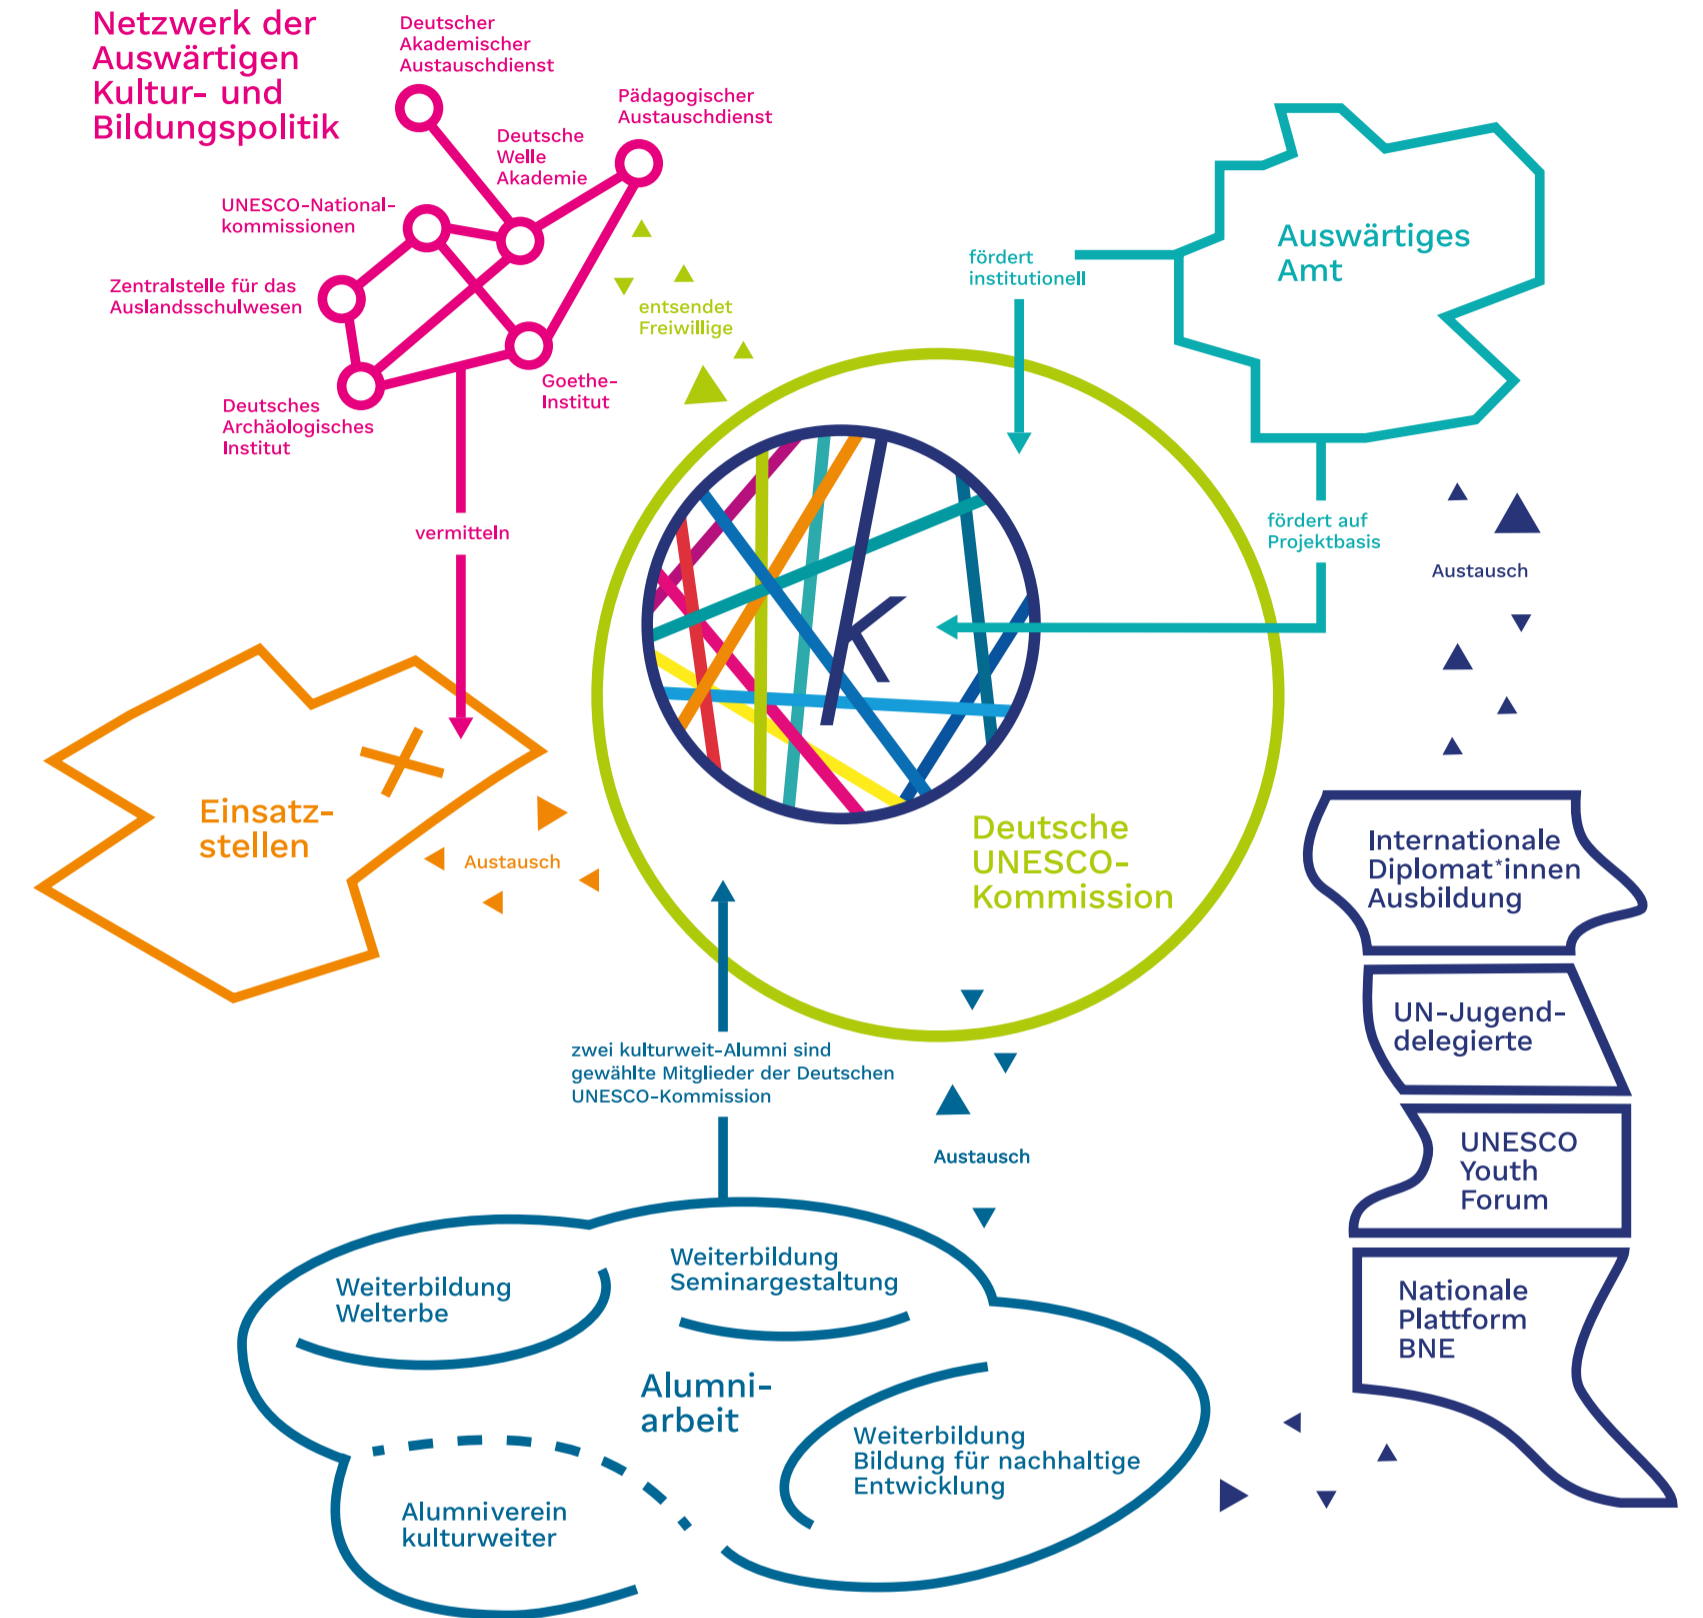 Netzwerk der
Auswärtigen
Kultur- und
Bildungspolitik
Deutscher
Akademischer
Austauschdienst
Pädagogischer
Austauschdienst
Deutsche
Welle
Akademie
UNESCO-National-
kommissionen
Zentralstelle für das
Auslandsschulwesen
Deutsches
Archäologisches
Institut
Goethe-
Institut
entsendet
Freiwillige
fördert
institutionell
Auswärtiges
Amt
vermitteln
fördert auf
Projektbasis
Austausch
K
Einsatz-
stellen
Austausch
Deutsche
UNESCO-
Kommission
Internationale
Diplomat*innen
Ausbildung
UN-Jugend-
delegierte
UNESCO
Youth
Forum
Nationale
Plattform
BNE
zwei kulturweit-Alumni sind
gewählte Mitglieder der Deutschen
UNESCO-Kommission
Austausch
Weiterbildung
Welterbe
Weiterbildung
Seminargestaltung
Alumni-
arbeit
Weiterbildung
Bildung für nachhaltige
Entwicklung
Alumniverein
kulturweiter